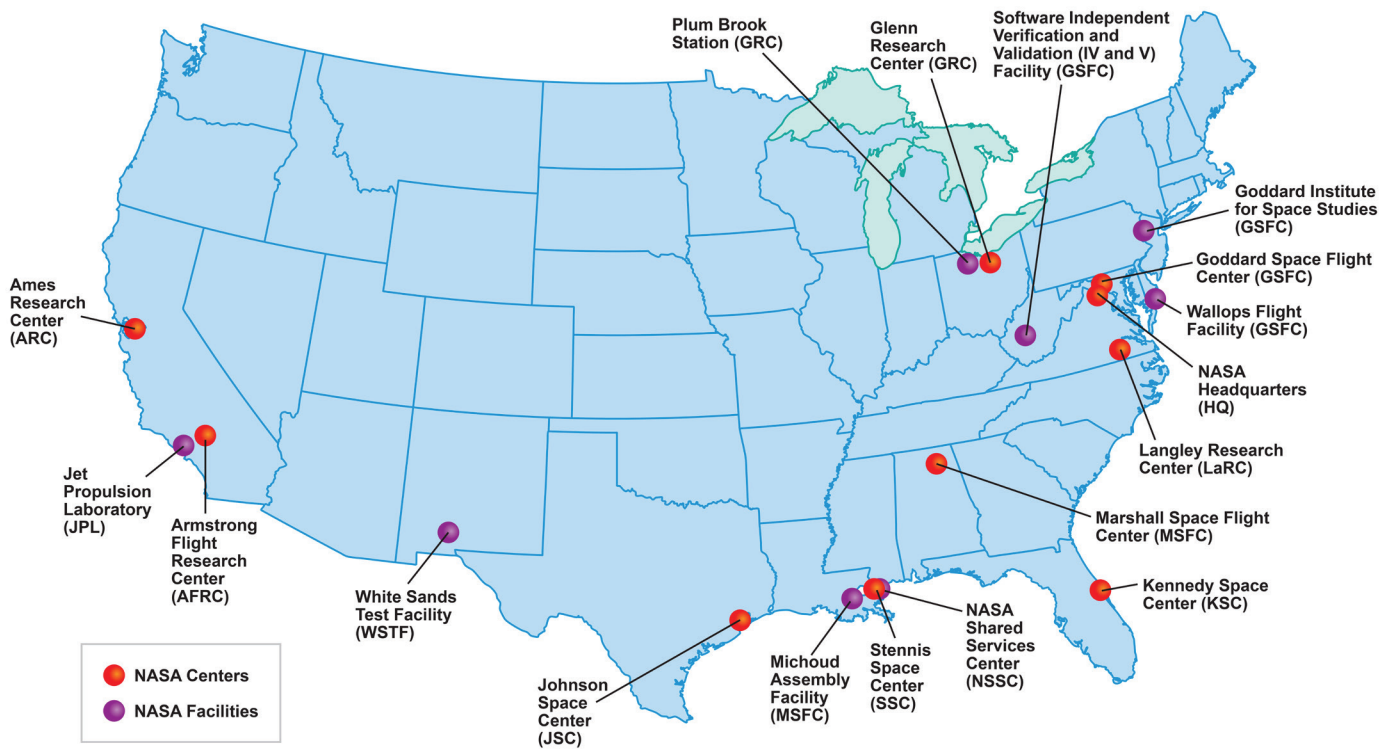 Plum Brook
Station (GRC)
Glenn
Research
Center (GRC)
Software Independent
Verification and
Validation (IV and V)
Facility (GSFC)
Goddard Institute
for Space Studies
(GSFC)
Goddard Space Flight
Center (GSFC)
Wallops Flight
Facility (GSFC)
NASA
Headquarters
(HQ)
Langley Research
Center (LaRC)
Marshall Space Flight
Center (MSFC)
Kennedy Space
Center (KSC)
Ames
Research
Center
(ARC)
Jet
Propulsion
Laboratory
(JPL)
Armstrong
Flight
Research
Center
(AFRC)
White Sands
Test Facility
(WSTF)
Johnson
Space
Center
(JSC)
Michoud
Assembly
Facility
(MSFC)
Stennis
Space
Center
(SSC)
NASA
Shared
Services
Center
(NSSC)
NASA Centers
NASA Facilities